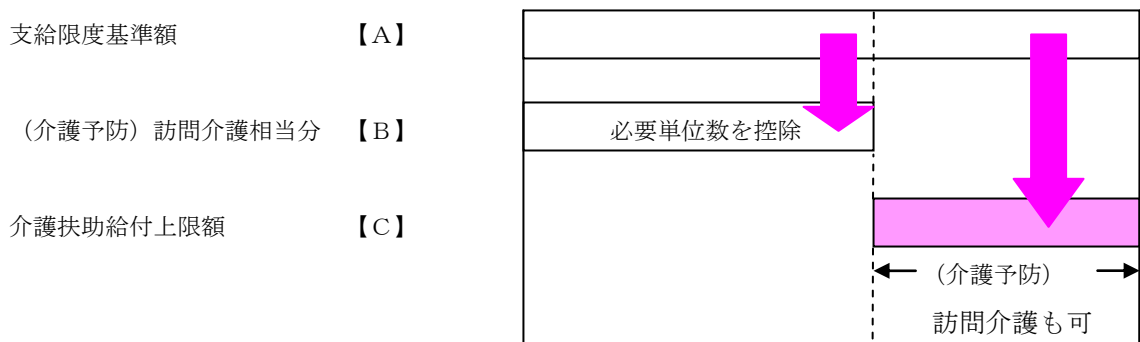 支給限度基準額 【Ａ】
（介護予防）訪問介護相当分 【Ｂ】 必要単位数を控除
介護扶助給付上限額 【Ｃ】
（介護予防）
訪問介護も可